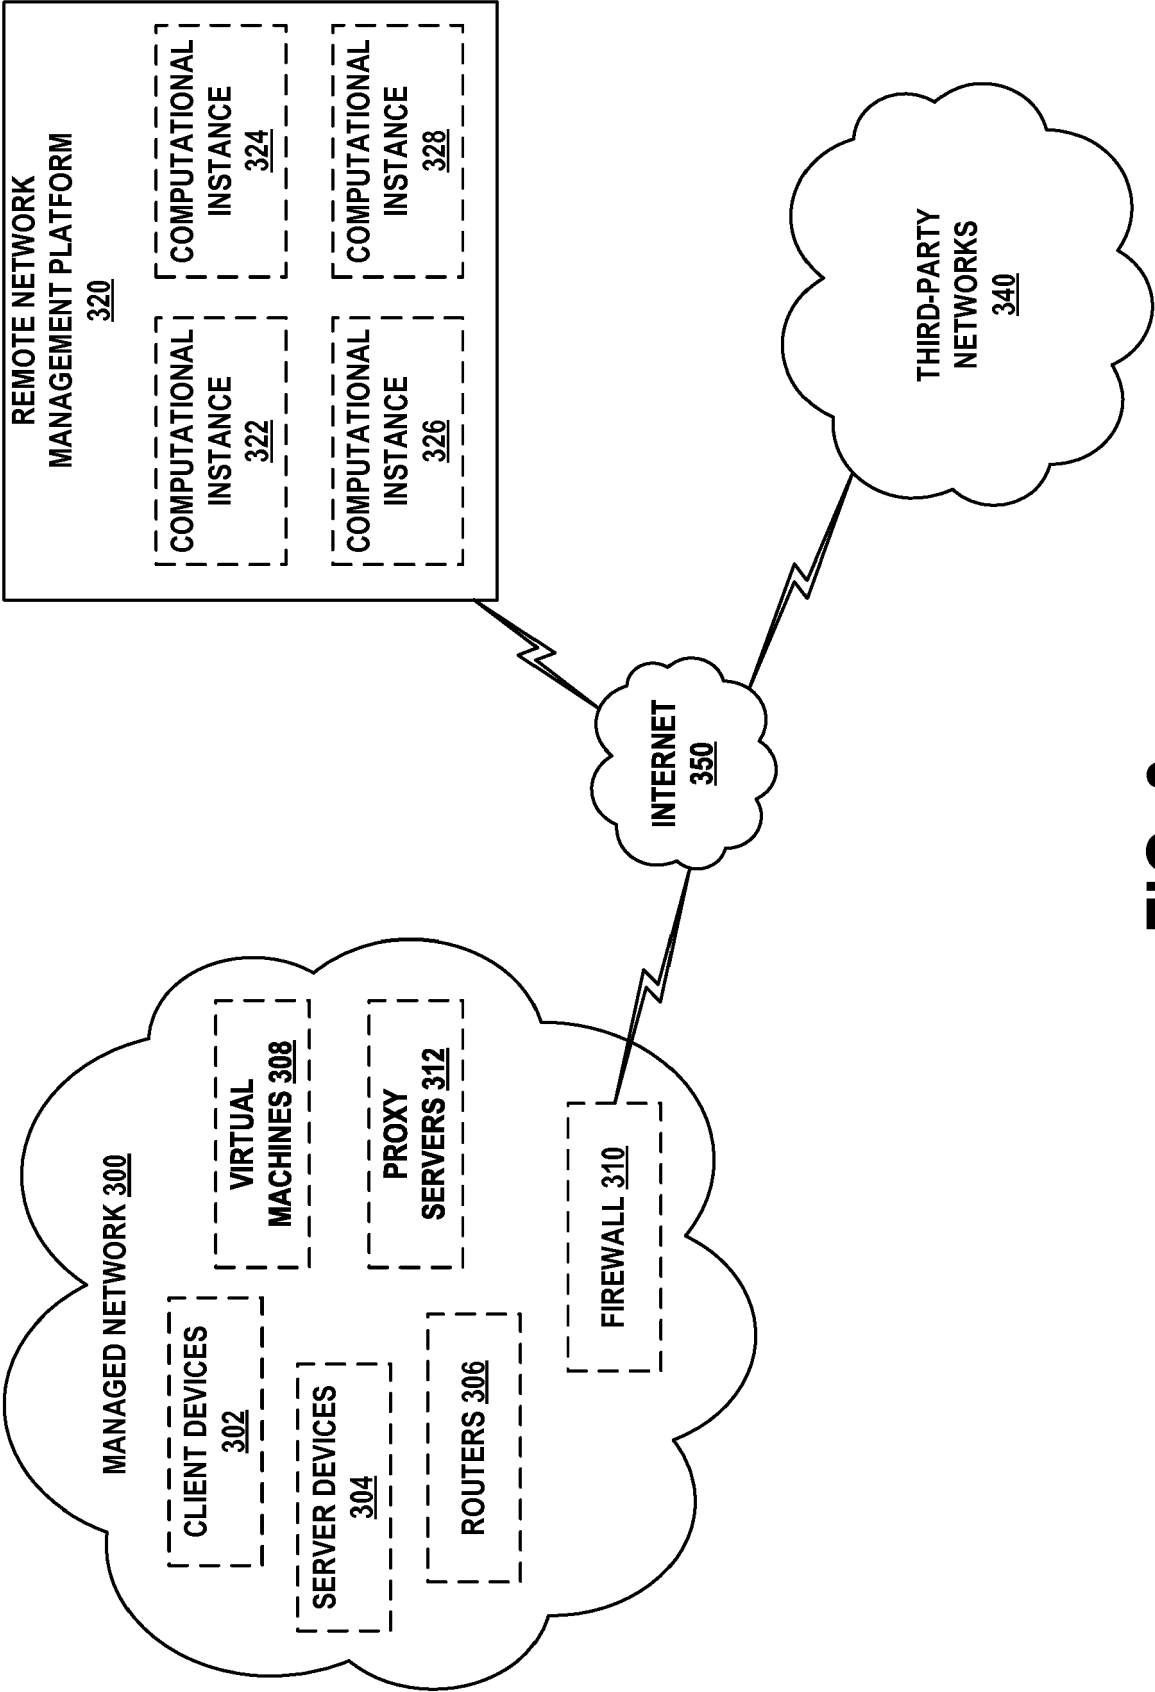 MANAGED NETWORK 300
CLIENT DEVICES
302
VIRTUAL
MACHINES 308
SERVER DEVICES
304
PROXY
SERVERS 312
ROUTERS 306
FIREWALL 310
REMOTE NETWORK
MANAGEMENT PLATFORM
320
COMPUTATIONAL
INSTANCE
322
COMPUTATIONAL
INSTANCE
324
COMPUTATIONAL
INSTANCE
326
COMPUTATIONAL
INSTANCE
328
INTERNET
350
THIRD-PARTY
NETWORKS
340